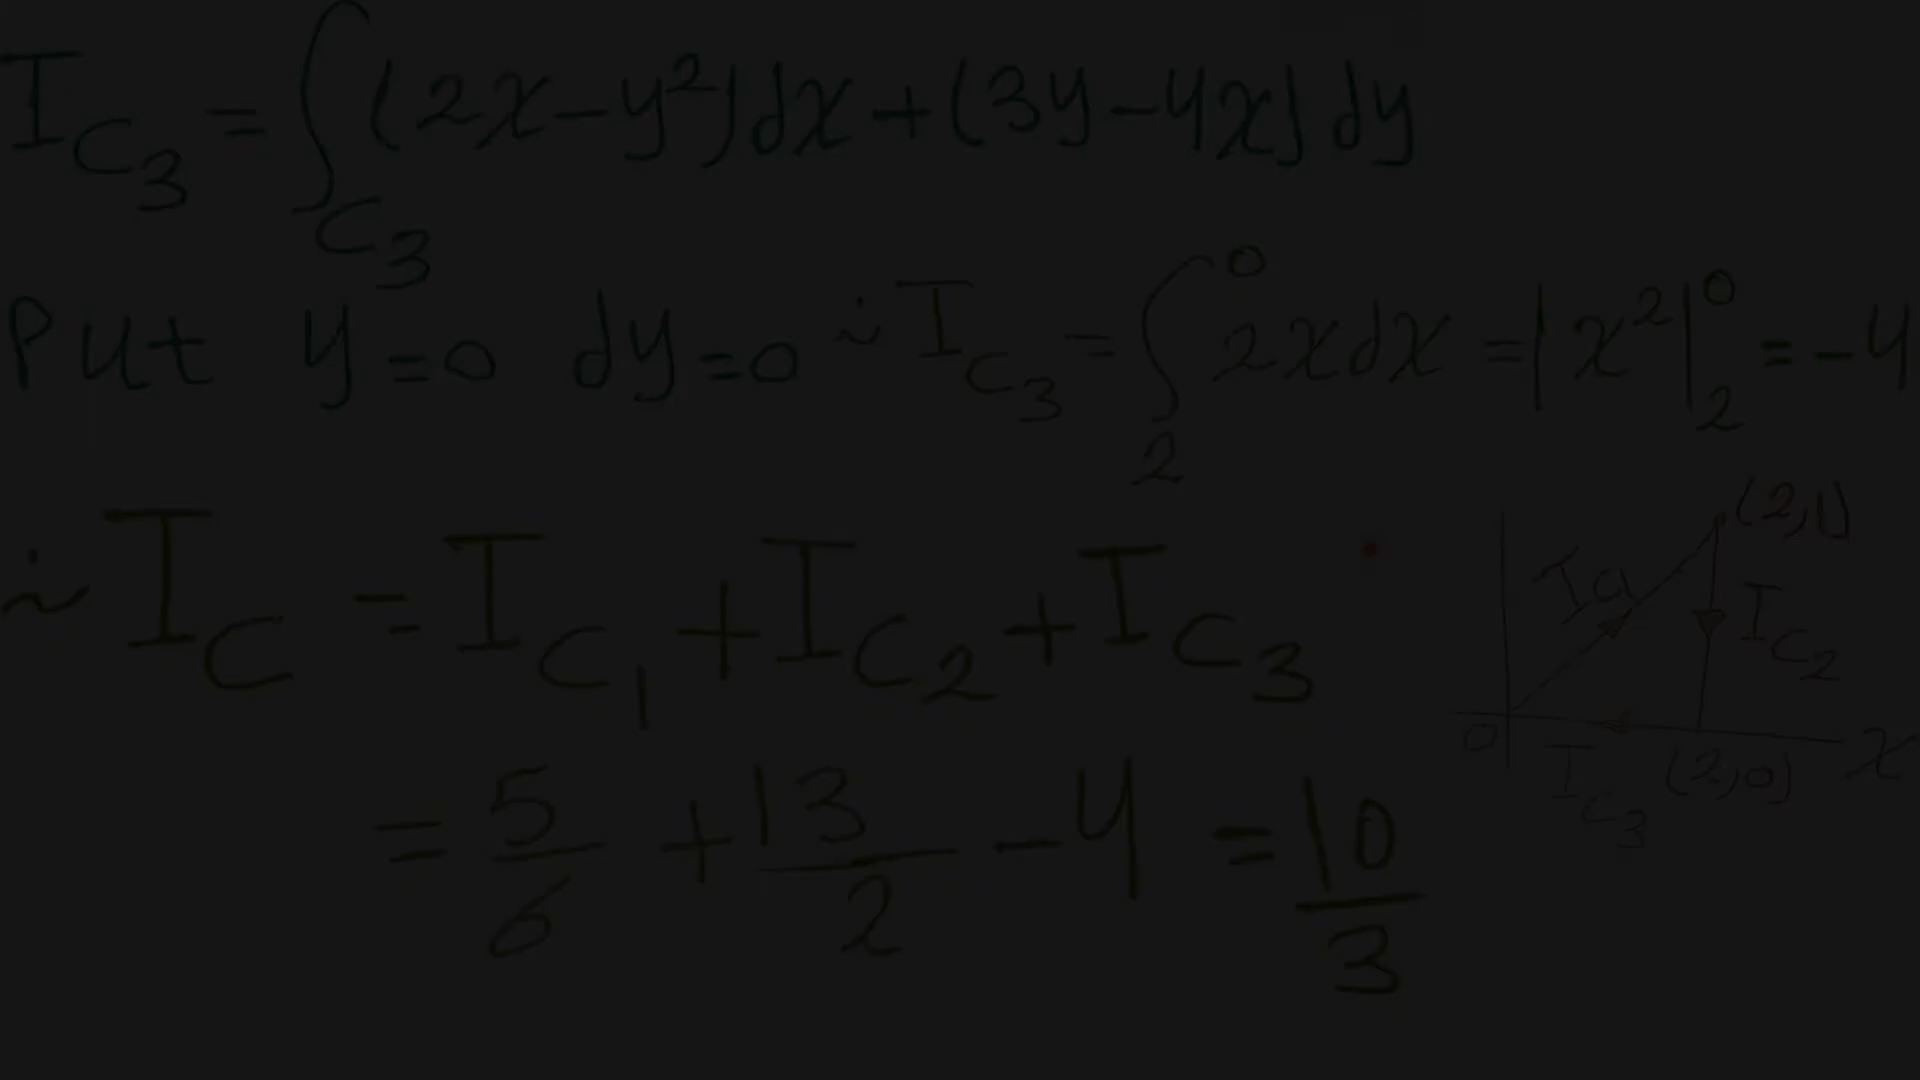 I_{C_3} = ∫_{C_3} (2x-y²)dx+(3y-4x)dy
Put y=0 dy=0 ∴ I_{C_3} = ∫_2^0 2xdx = |x²|_2^0 = -4
∴ I_C = I_{C_1} + I_{C_2} + I_{C_3}
= 5/6 + 13/2 - 4 = 10/3
(2,1)
I_{C_1}
I_{C_2}
0
I_{C_3}
(2,0)
x